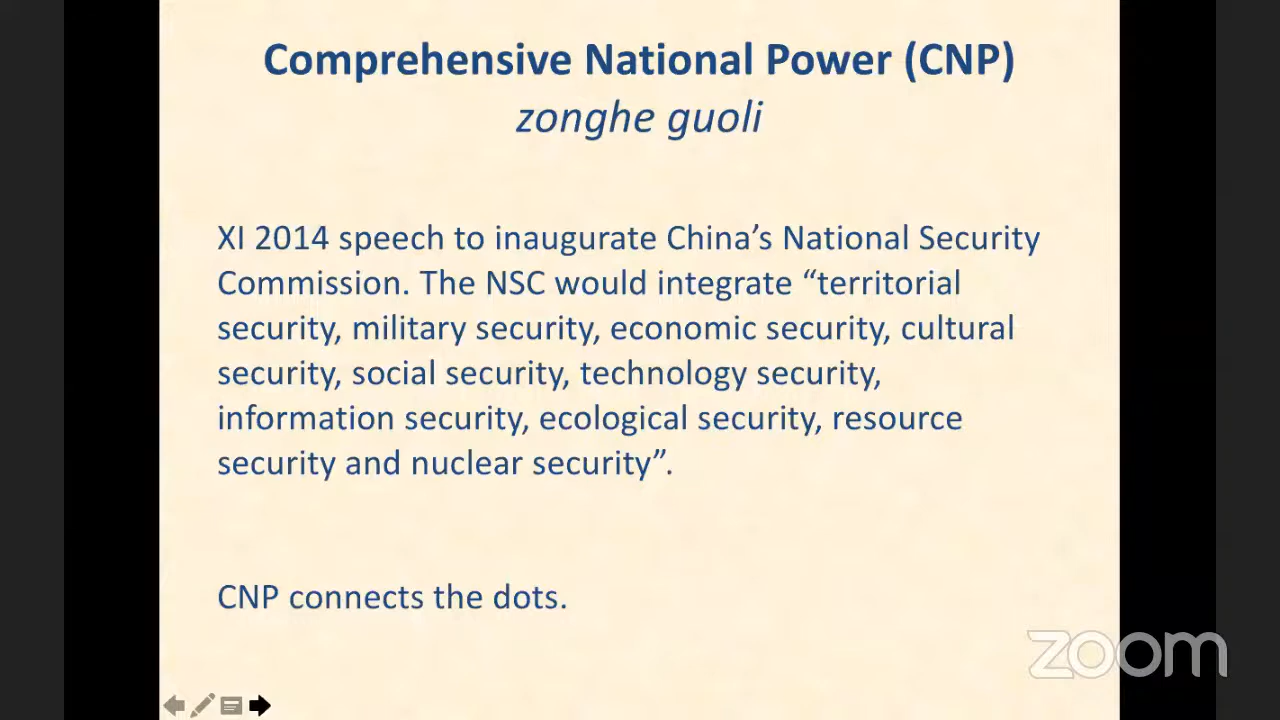 Comprehensive National Power (CNP)
zonghe guoli
XI 2014 speech to inaugurate China’s National Security
Commission. The NSC would integrate “territorial
security, military security, economic security, cultural
security, social security, technology security,
information security, ecological security, resource
security and nuclear security”.
CNP connects the dots.
zoom